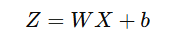 Z = WX + b